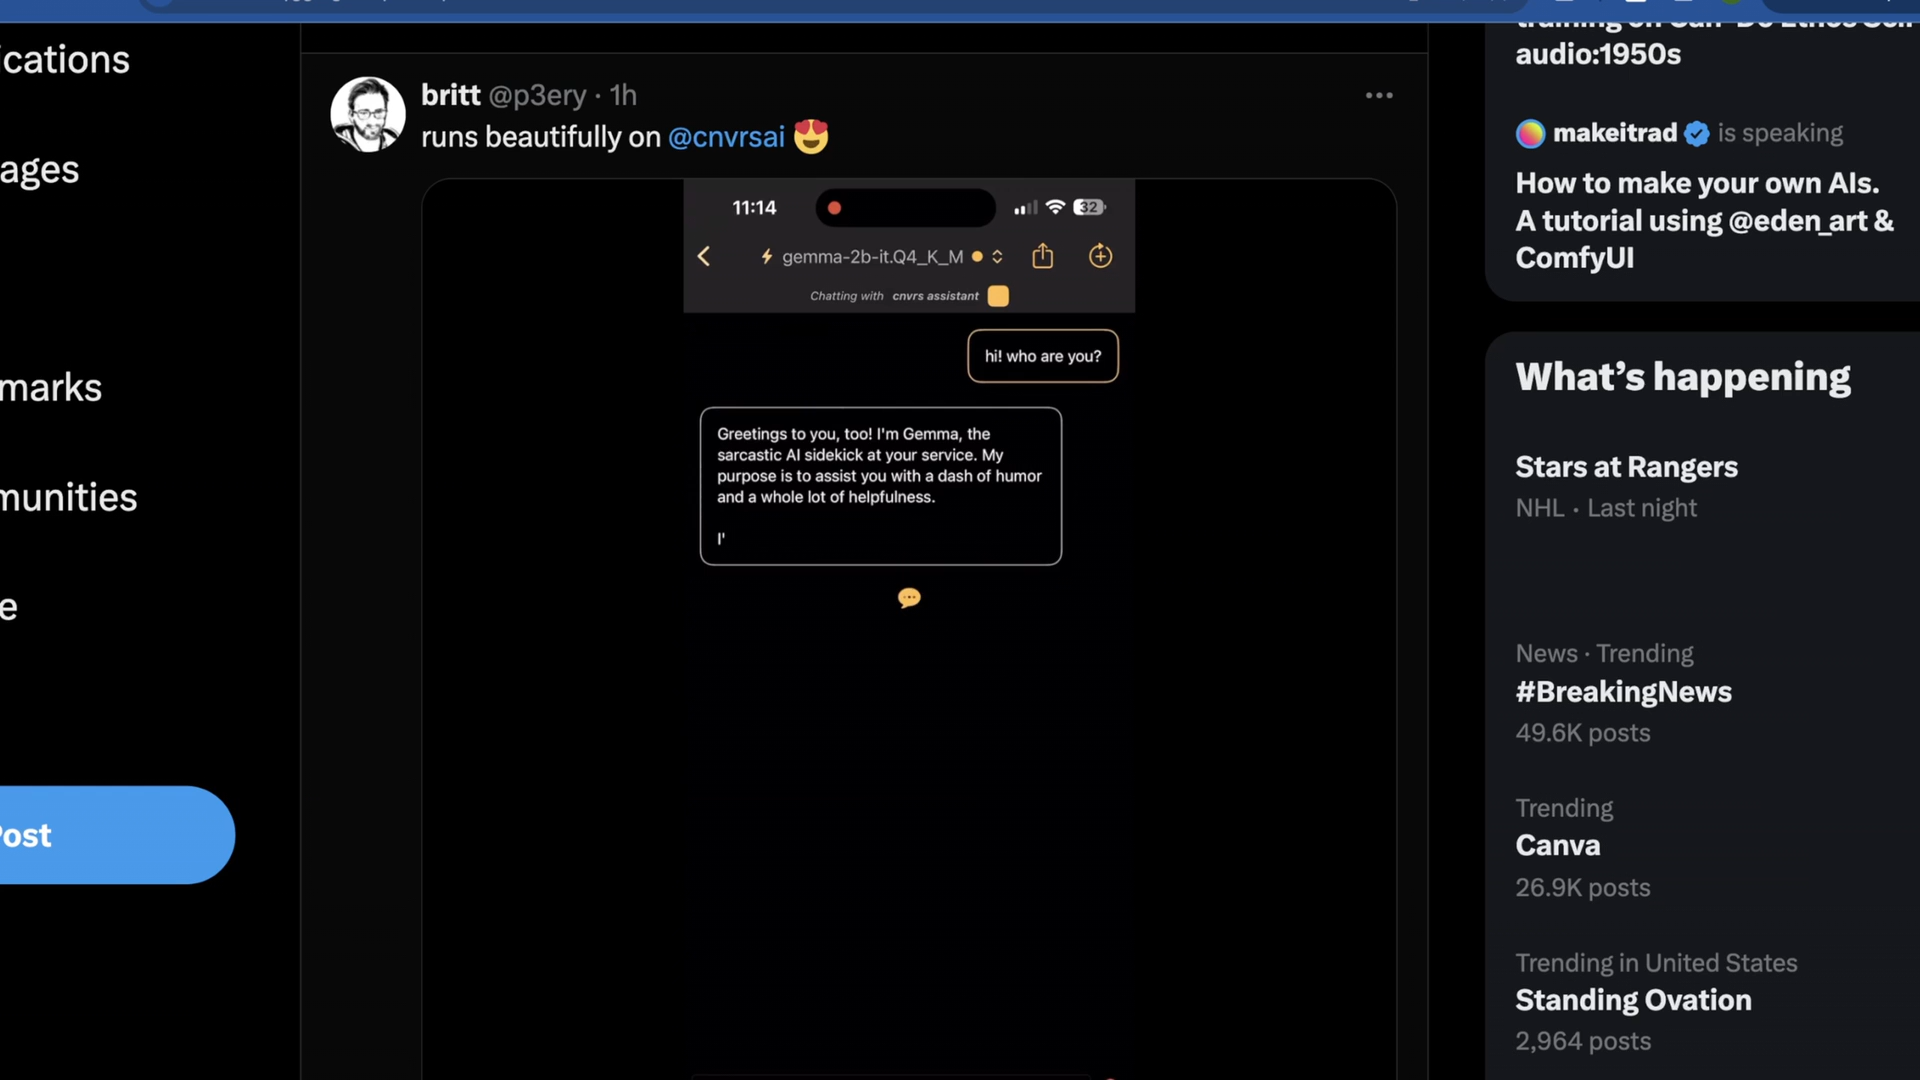 ications
ages
marks
munities
e
Post
britt @p3ery · 1h
runs beautifully on @cnvrsai 😍
11:14
32
gemma-2b-it.Q4_K_M
Chatting with cnvrs assistant
hi! who are you?
Greetings to you, too! I'm Gemma, the
sarcastic AI sidekick at your service. My
purpose is to assist you with a dash of humor
and a whole lot of helpfulness.
I'
audio:1950s
makeitrad is speaking
How to make your own AIs.
A tutorial using @eden_art &
ComfyUI
What's happening
Stars at Rangers
NHL · Last night
News · Trending
#BreakingNews
49.6K posts
Trending
Canva
26.9K posts
Trending in United States
Standing Ovation
2,964 posts